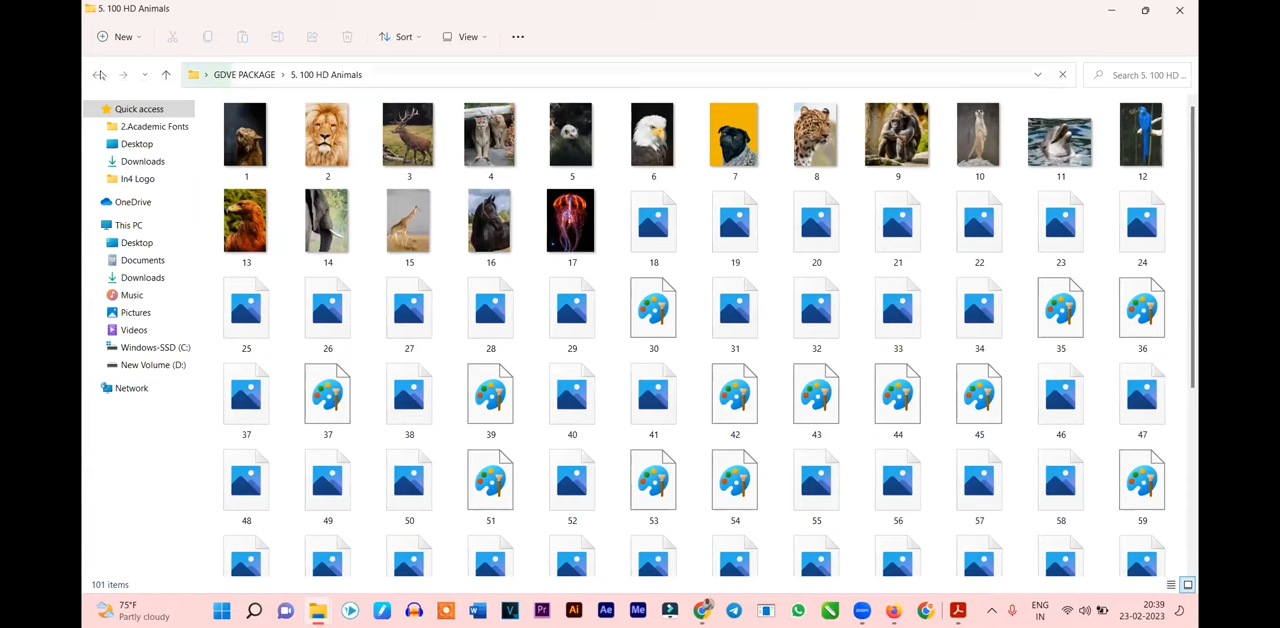 5. 100 HD Animals
New
Sort
View
GDVE PACKAGE > 5. 100 HD Animals
Search 5. 100 HD ...
Quick access
2.Academic Fonts
Desktop
Downloads
In4 Logo
OneDrive
This PC
Desktop
Documents
Downloads
Music
Pictures
Videos
Windows-SSD (C:)
New Volume (D:)
Network
1 2 3 4 5 6 7 8 9 10 11 12
13 14 15 16 17 18 19 20 21 22 23 24
25 26 27 28 29 30 31 32 33 34 35 36
37 37 38 39 40 41 42 43 44 45 46 47
48 49 50 51 52 53 54 55 56 57 58 59
101 items
75°F
Partly cloudy
W V Pr Ai Ae Me zoom
ENG
IN
20:39
23-02-2023